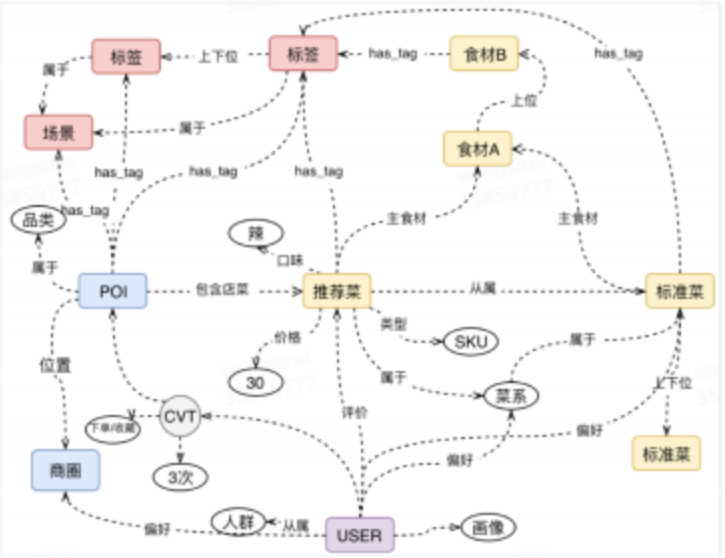 has_tag
标签
上下位
标签
has_tag
食材B
属于
上位
场景
属于
食材A
has_tag
has_tag
has_tag
品类
has_tag
辣
主食材
主食材
属于
口味
POI
包含店菜
推荐菜
从属
标准菜
类型
位置
价格
SKU
属于
30
属于
菜系
上下位
下单/收藏
CVT
评价
偏好
标准菜
商圈
3次
偏好
偏好
人群
从属
USER
画像